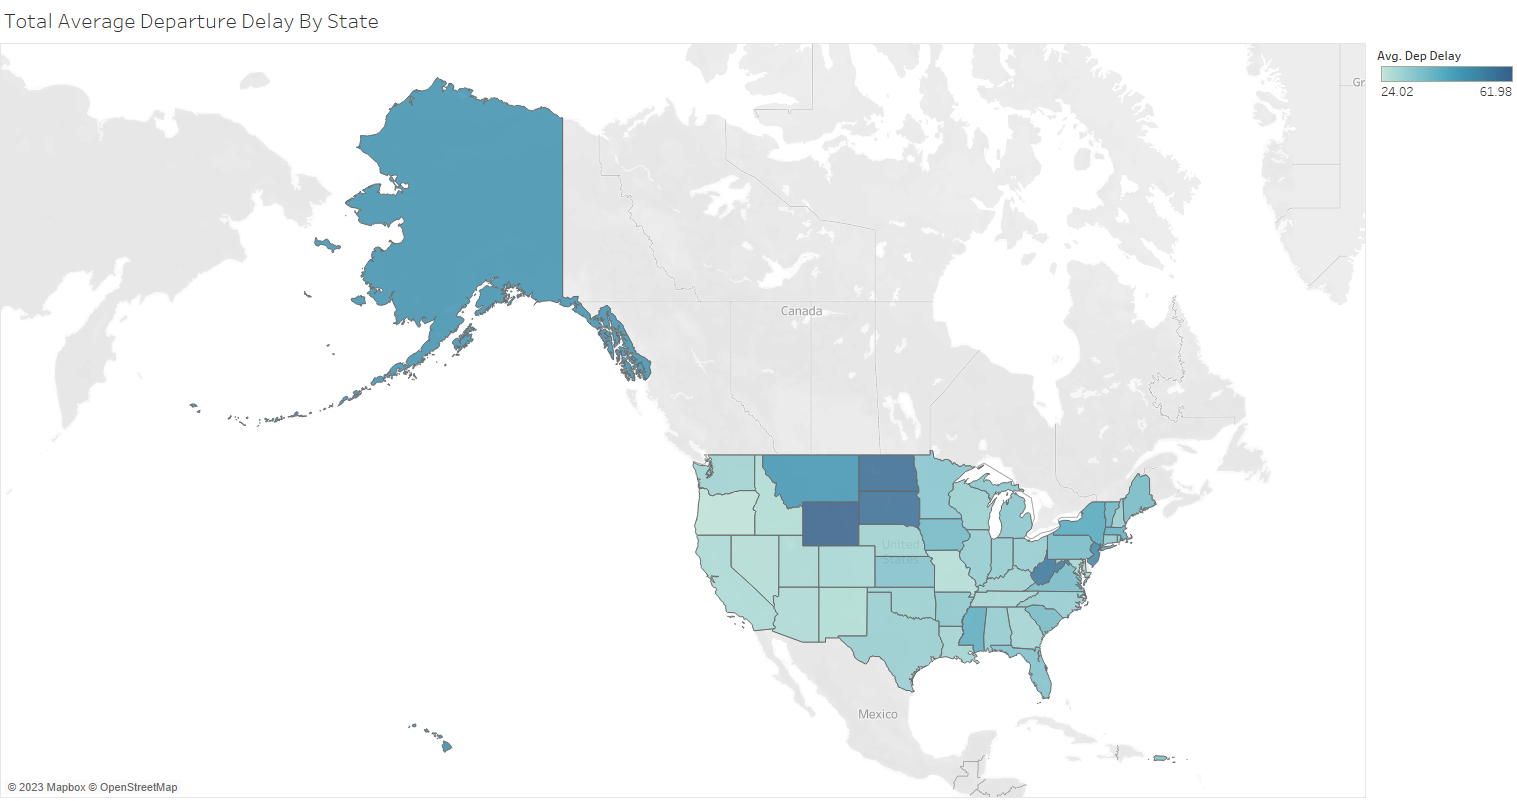 Total Average Departure Delay By State
Avg. Dep Delay
24.02 61.98
Gr
Canada
United
States
Mexico
© 2023 Mapbox © OpenStreetMap